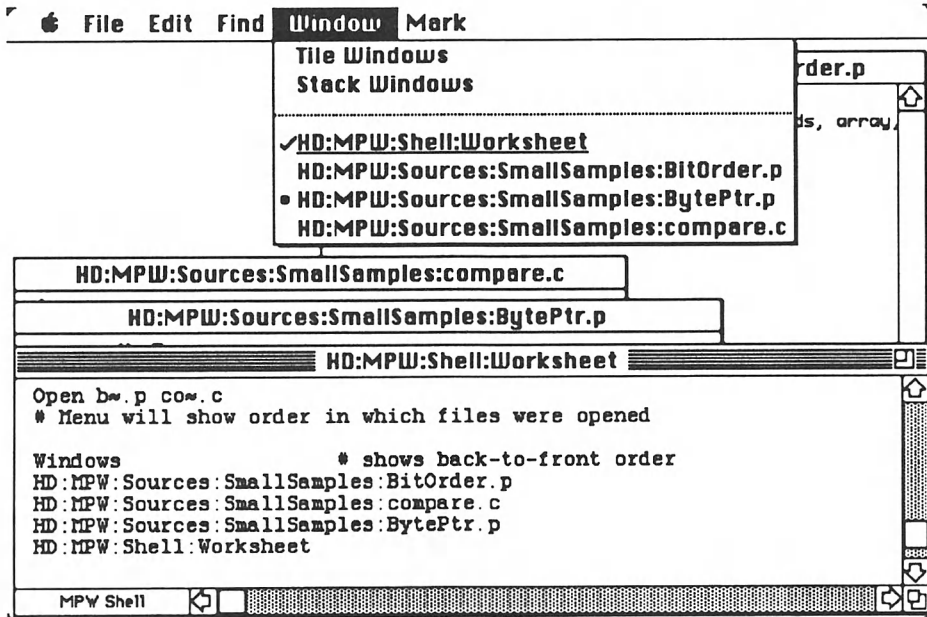 File Edit Find Window Mark
Tile Windows
Stack Windows
rder.p
ds, array,
✓HD:MPW:Shell:Worksheet
HD:MPW:Sources:SmallSamples:BitOrder.p
• HD:MPW:Sources:SmallSamples:BytePtr.p
HD:MPW:Sources:SmallSamples:compare.c
HD:MPW:Sources:SmallSamples:compare.c
HD:MPW:Sources:SmallSamples:BytePtr.p
HD:MPW:Shell:Worksheet
Open b≈.p co≈.c
# Menu will show order in which files were opened
Windows # shows back-to-front order
HD:MPW:Sources:SmallSamples:BitOrder.p
HD:MPW:Sources:SmallSamples:compare.c
HD:MPW:Sources:SmallSamples:BytePtr.p
HD:MPW:Shell:Worksheet
MPW Shell